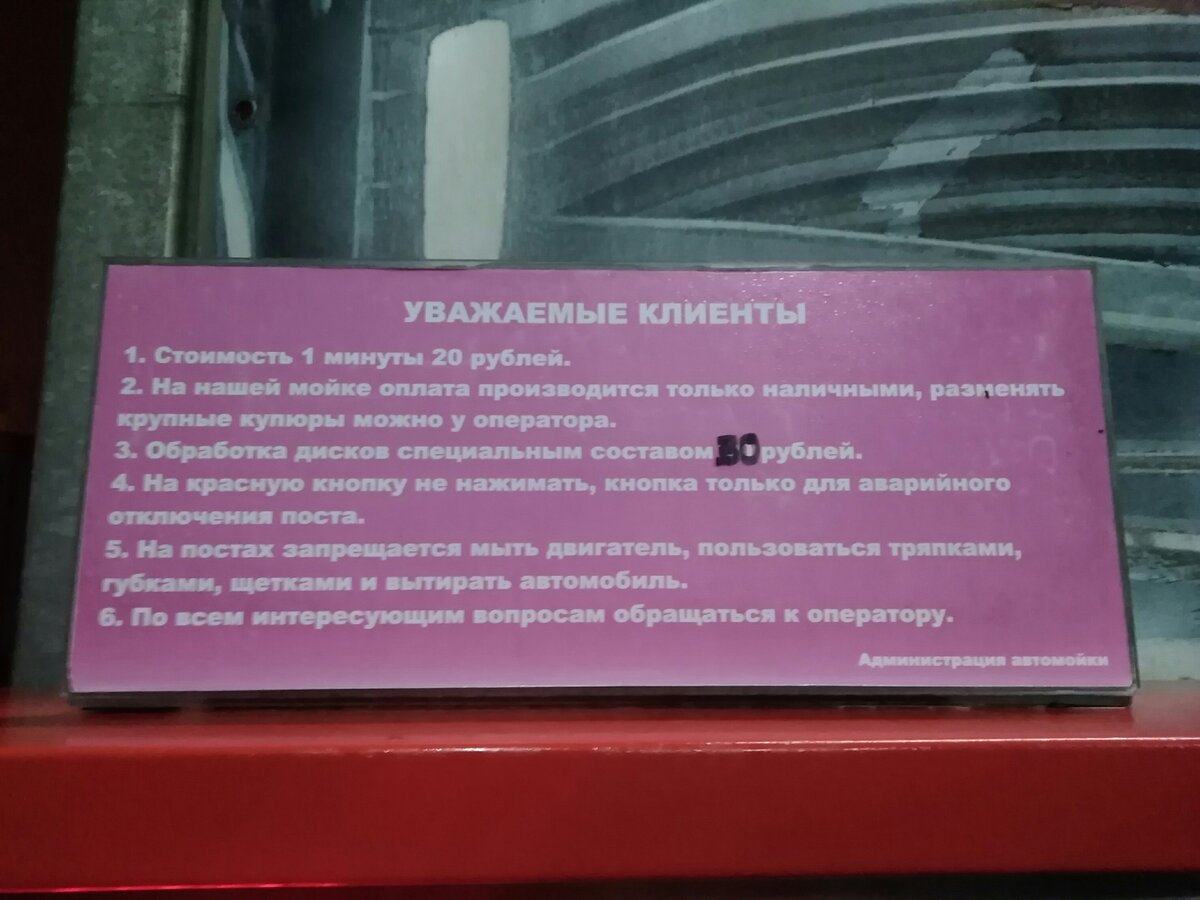 УВАЖАЕМЫЕ КЛИЕНТЫ
1. Стоимость 1 минуты 20 рублей.
2. На нашей мойке оплата производится только наличными, разменять
крупные купюры можно у оператора.
3. Обработка дисков специальным составом 30 рублей.
4. На красную кнопку не нажимать, кнопка только для аварийного
отключения поста.
5. На постах запрещается мыть двигатель, пользоваться тряпками,
губками, щетками и вытирать автомобиль.
6. По всем интересующим вопросам обращаться к оператору.
Администрация автомойки